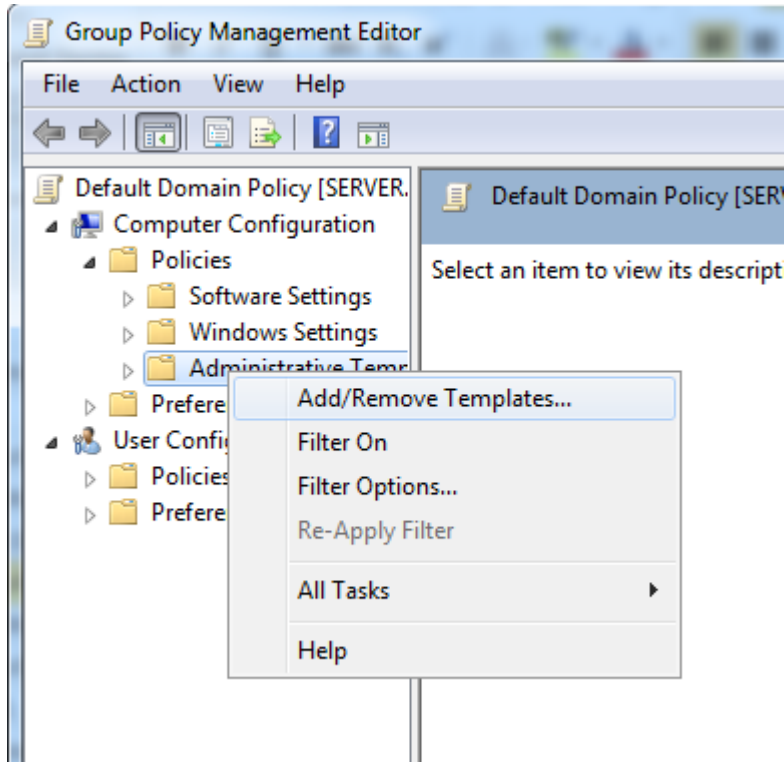 Group Policy Management Editor
File Action View Help
Default Domain Policy [SERVER.
Computer Configuration
Policies
Software Settings
Windows Settings
Administrative Temp
Prefere
User Config
Policies
Prefere
Default Domain Policy [SERV
Select an item to view its descript
Add/Remove Templates...
Filter On
Filter Options...
Re-Apply Filter
All Tasks
Help